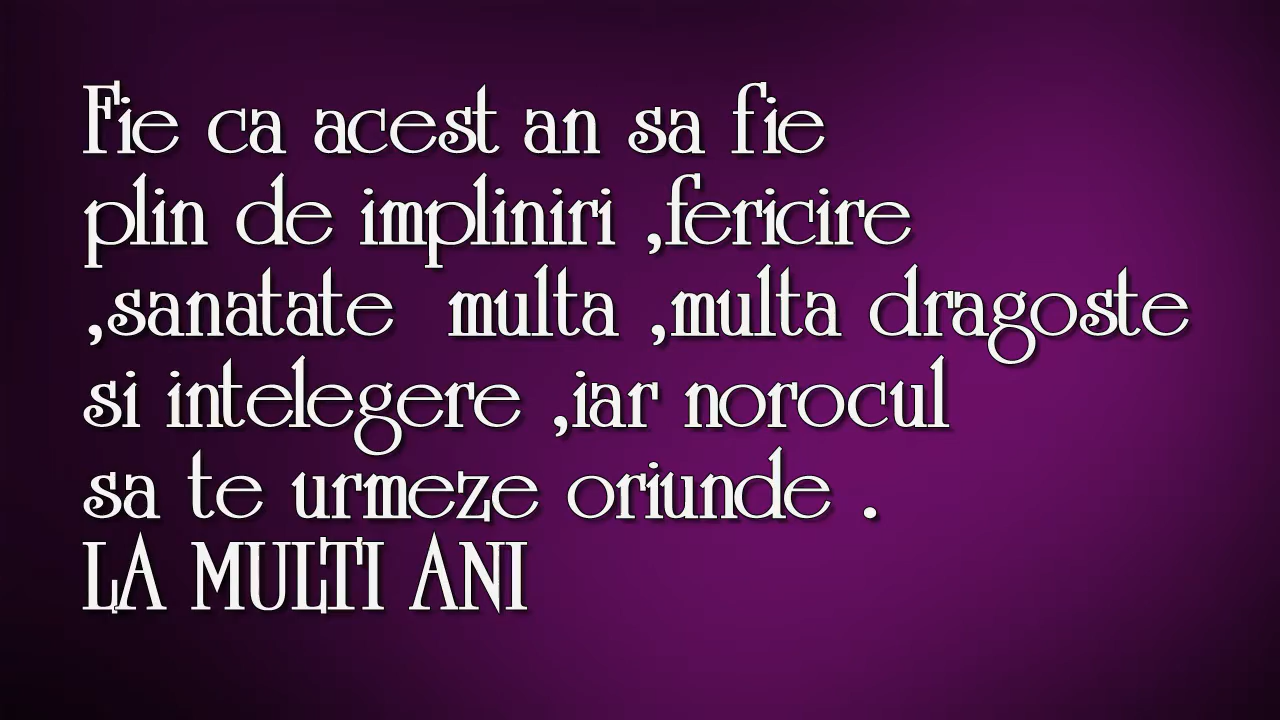 Fie ca acest an sa fie
plin de impliniri ,fericire
,sanatate  multa ,multa dragoste
si intelegere ,iar norocul
sa te urmeze oriunde .
LA MULTI ANI